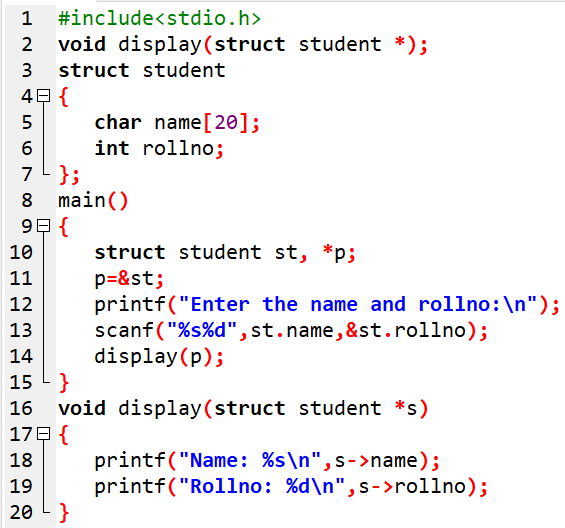 1 #include<stdio.h>
2 void display(struct student *);
3 struct student
4 {
5 char name[20];
6 int rollno;
7 };
8 main()
9 {
10 struct student st, *p;
11 p=&st;
12 printf("Enter the name and rollno:\n");
13 scanf("%s%d",st.name,&st.rollno);
14 display(p);
15 }
16 void display(struct student *s)
17 {
18 printf("Name: %s\n",s->name);
19 printf("Rollno: %d\n",s->rollno);
20 }